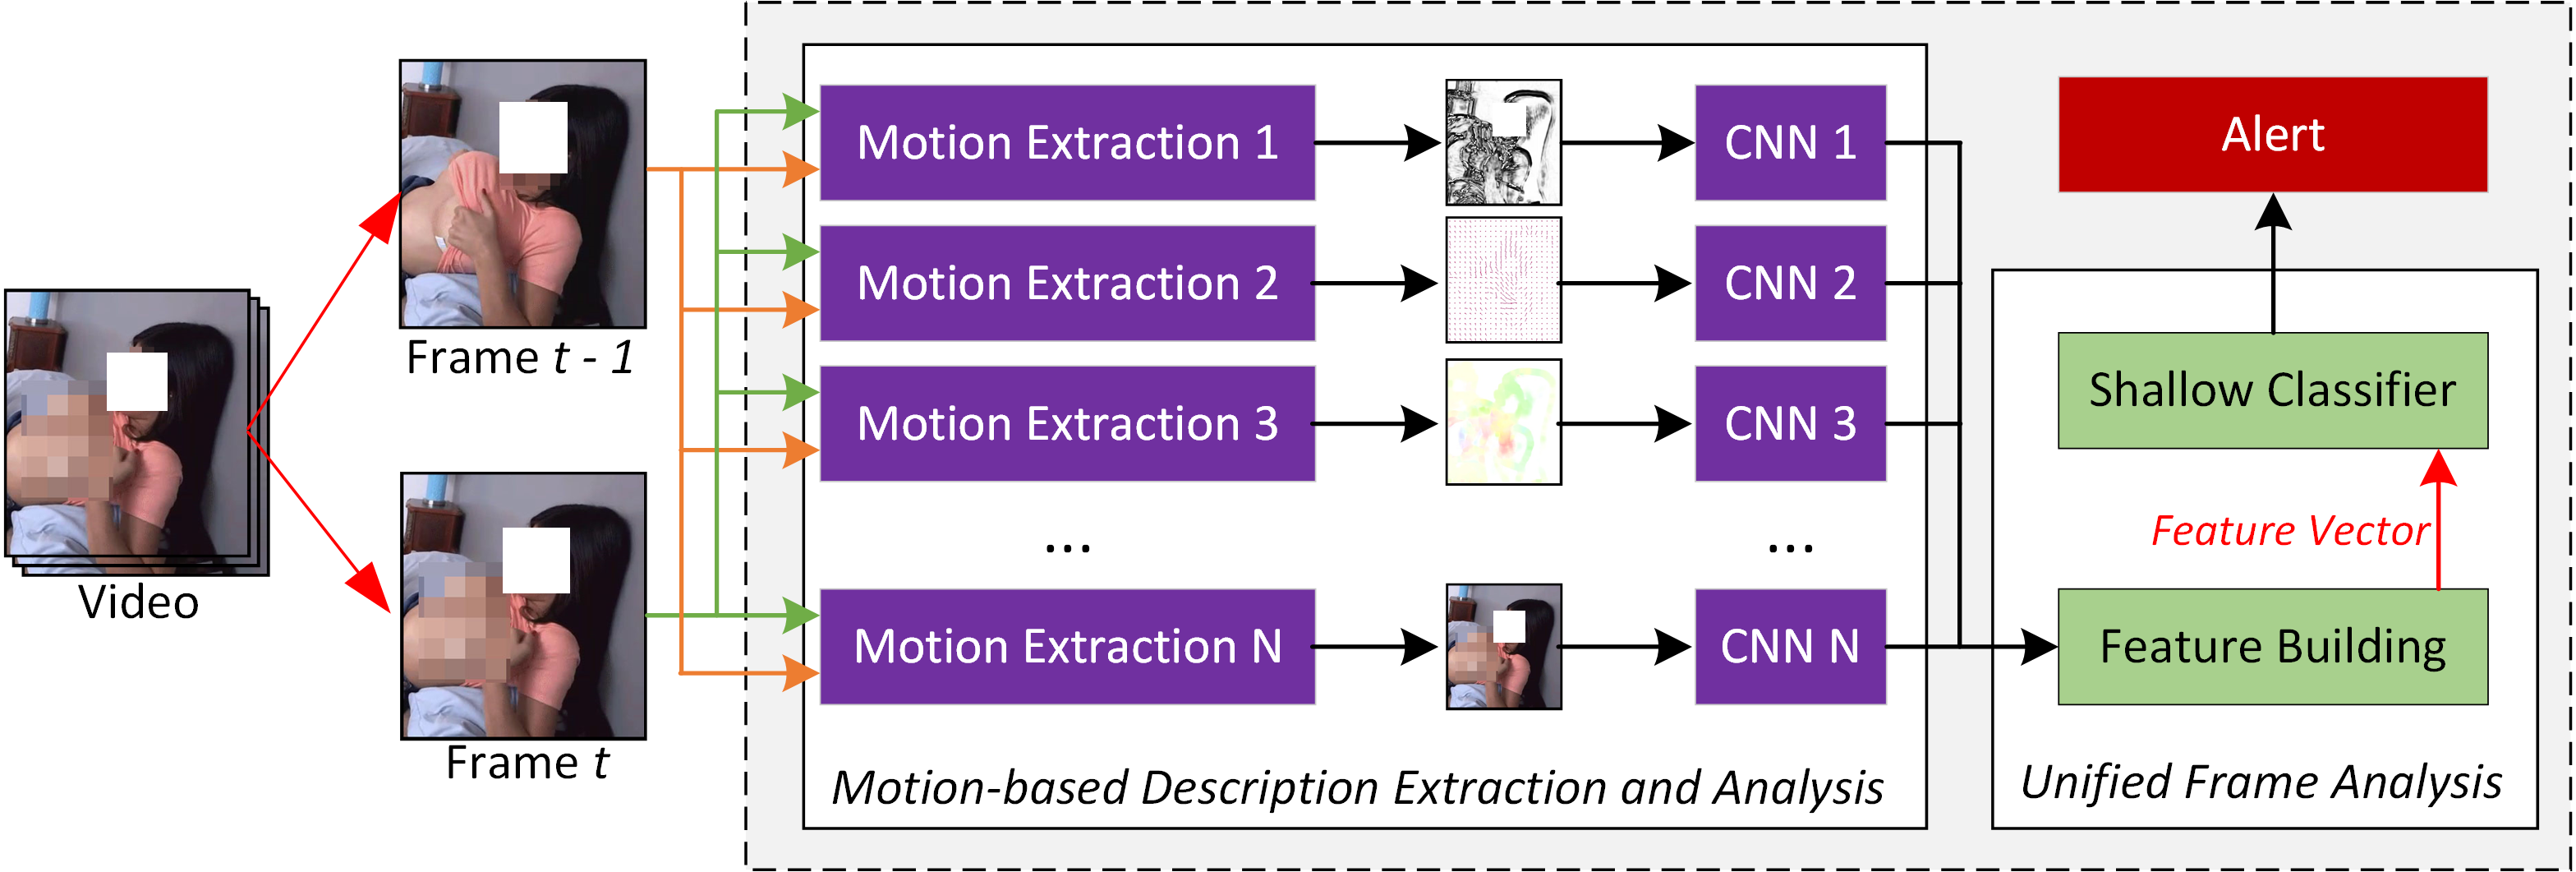 Video
Frame t - 1
Frame t
Motion Extraction 1
CNN 1
Motion Extraction 2
CNN 2
Motion Extraction 3
CNN 3
...
...
Motion Extraction N
CNN N
Motion-based Description Extraction and Analysis
Alert
Shallow Classifier
Feature Vector
Feature Building
Unified Frame Analysis